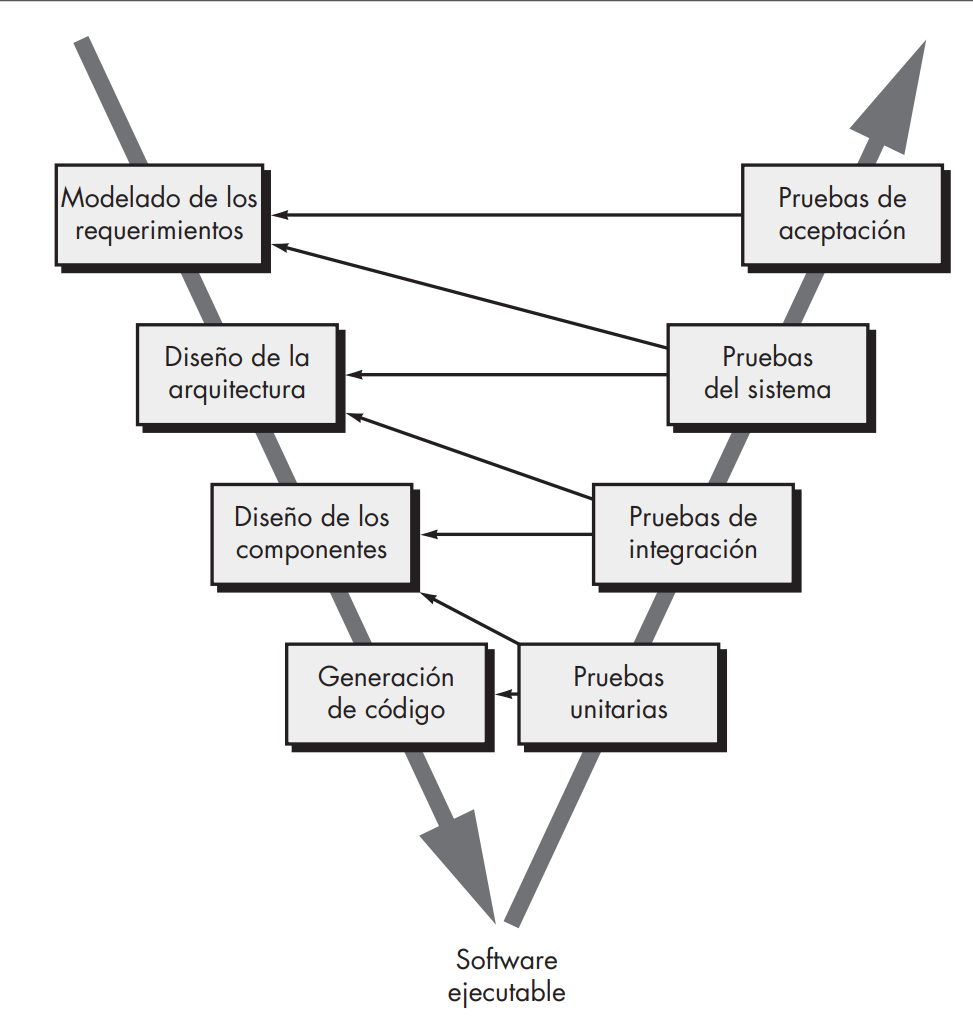 Modelado de los
requerimientos
Pruebas de
aceptación
Diseño de la
arquitectura
Pruebas
del sistema
Diseño de los
componentes
Pruebas de
integración
Generación
de código
Pruebas
unitarias
Software
ejecutable